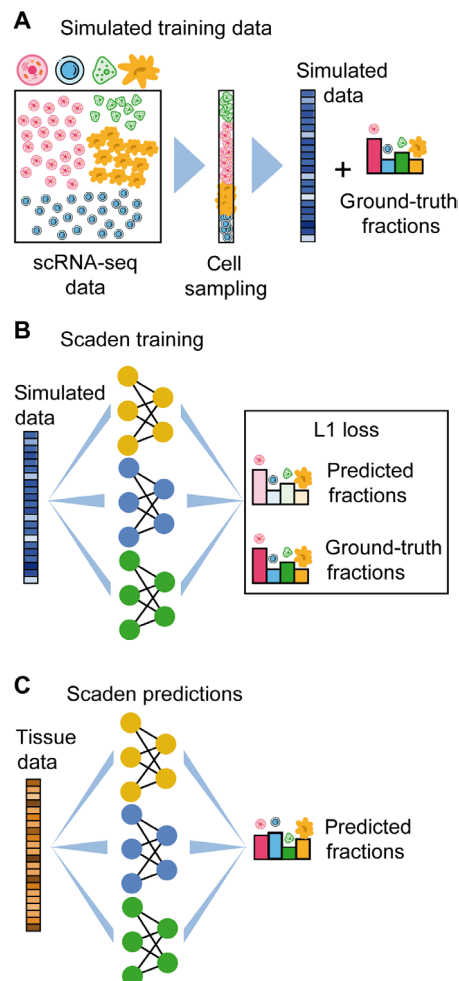 A
Simulated training data
scRNA-seq
data
Cell
sampling
Simulated
data
+
Ground-truth
fractions
B
Scaden training
Simulated
data
L1 loss
Predicted
fractions
Ground-truth
fractions
C
Scaden predictions
Tissue
data
Predicted
fractions